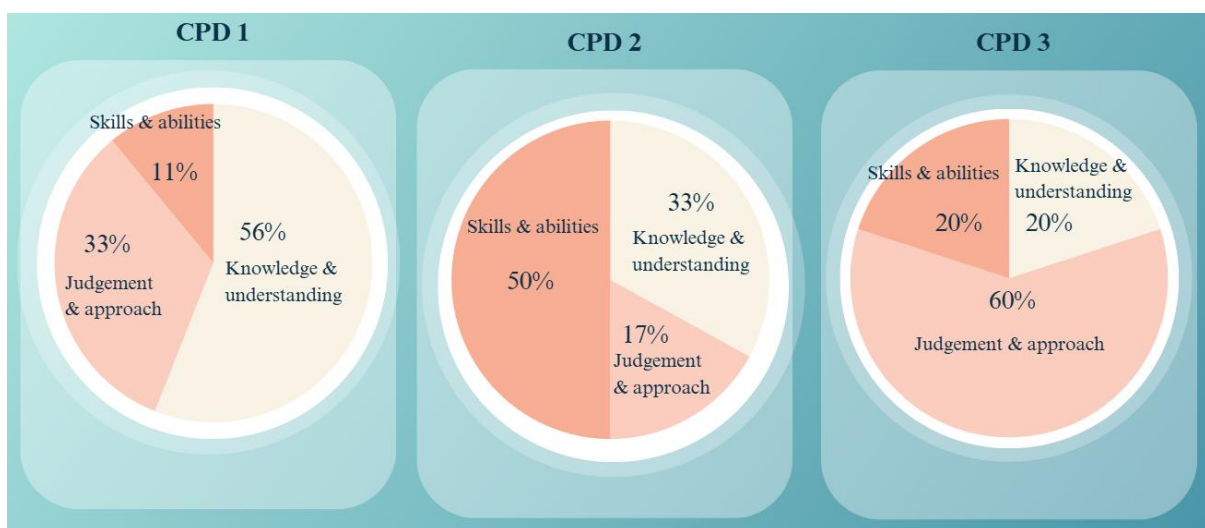 CPD 1
Skills & abilities
11%
33%
Judgement
& approach
56%
Knowledge &
understanding
CPD 2
Skills & abilities
50%
33%
Knowledge &
understanding
17%
Judgement
& approach
CPD 3
Skills & abilities
20%
Knowledge &
understanding
20%
60%
Judgement & approach